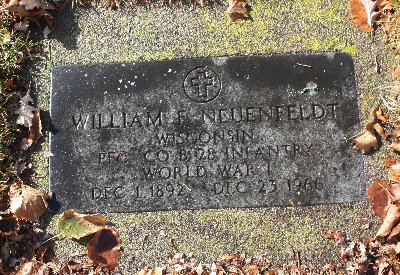 WILLIAM F NEUENFELDT
WISCONSIN
PFC CO B 128 INFANTRY
WORLD WAR I
DEC 1 1892 DEC 23 1966